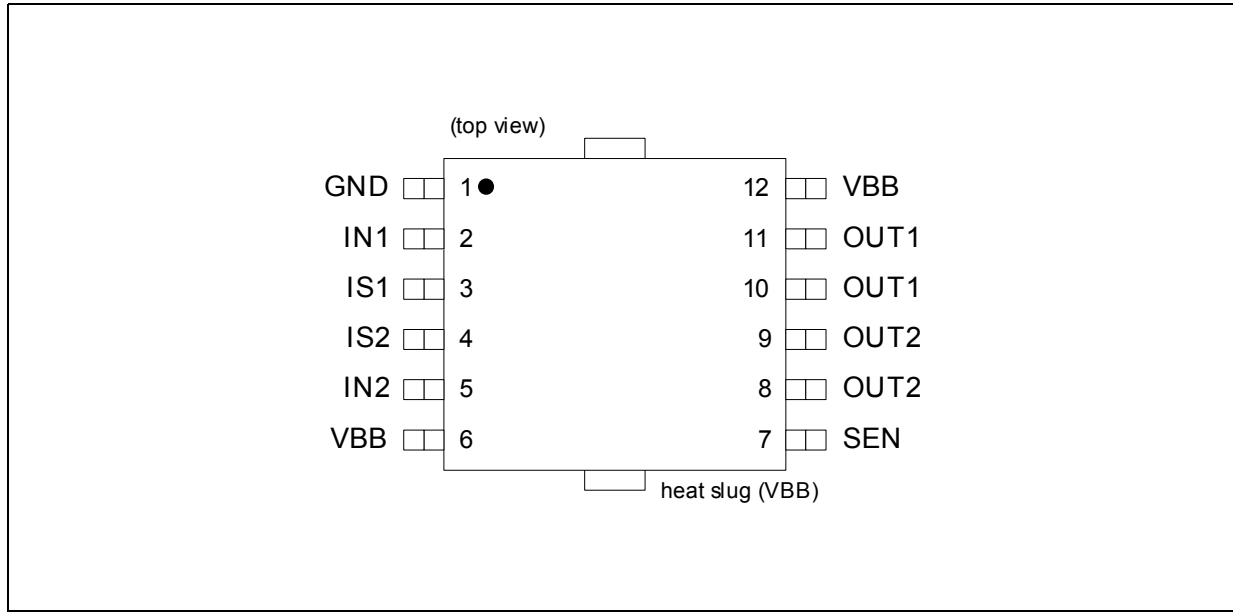 (top view)
GND 1 12 VBB
IN1 2 11 OUT1
IS1 3 10 OUT1
IS2 4 9 OUT2
IN2 5 8 OUT2
VBB 6 7 SEN
heat slug (VBB)